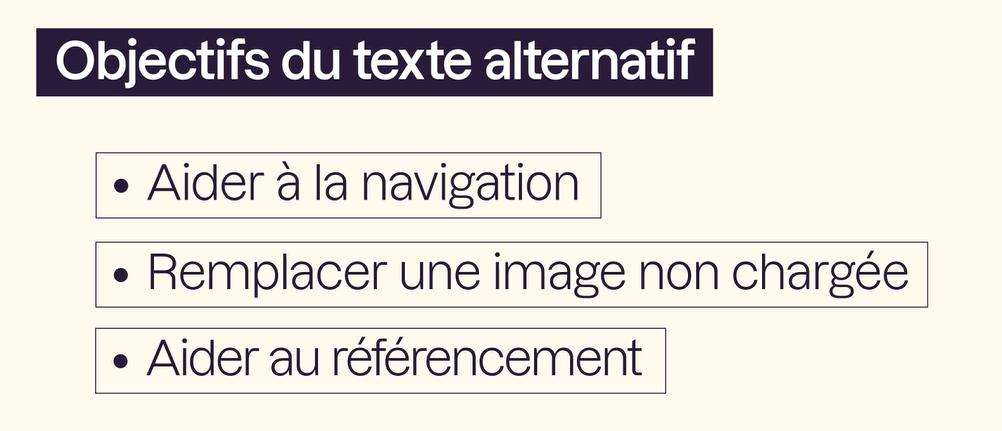 Objectifs du texte alternatif
• Aider à la navigation
• Remplacer une image non chargée
• Aider au référencement